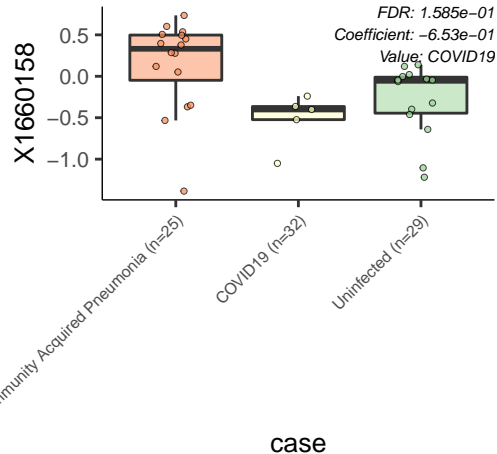 FDR: 1.585e−01
Coefficient: −6.53e−01
Value: COVID19
X1660158
0.5
0.0
−0.5
−1.0
Acquired Pneumonia (n=25)
COVID19 (n=32)
Uninfected (n=29)
case